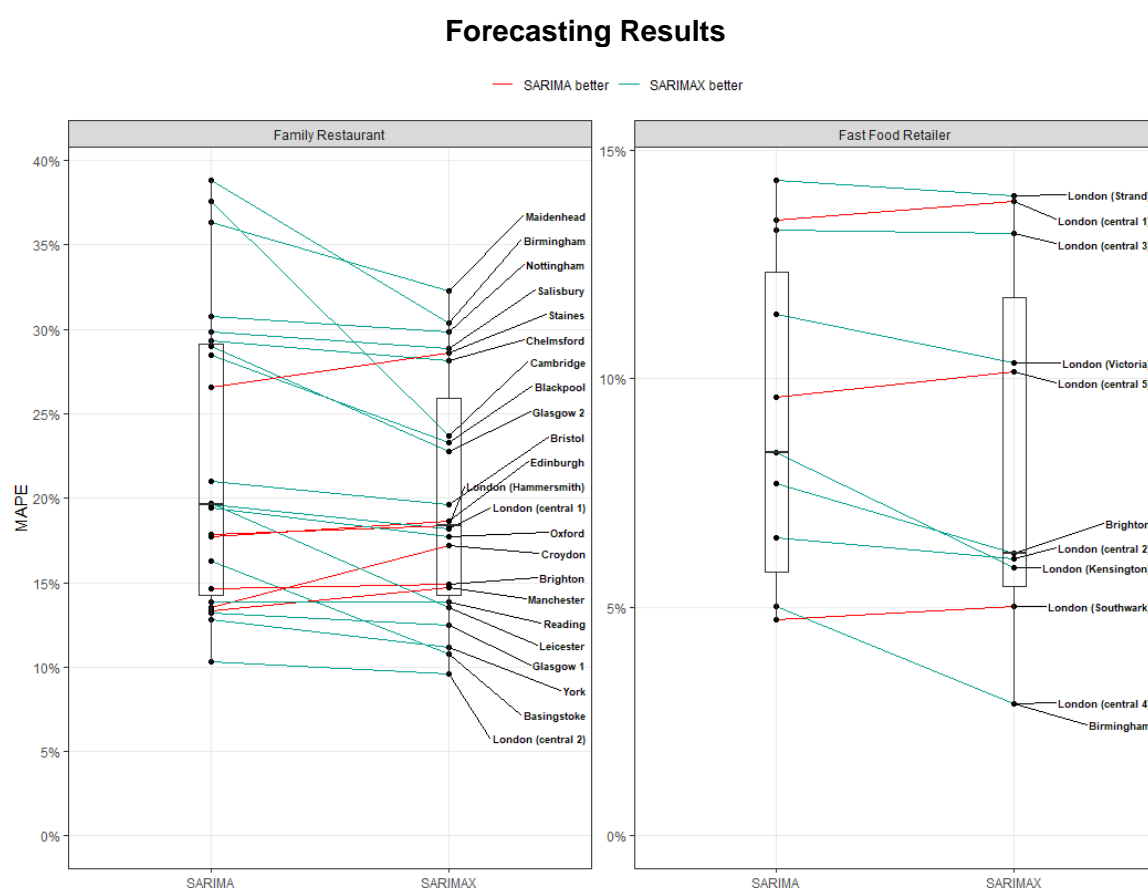 Forecasting Results
SARIMA better SARIMAX better
Family Restaurant
MAPE
40%
35%
30%
25%
20%
15%
10%
5%
0%
Maidenhead
Birmingham
Nottingham
Salisbury
Staines
Chelmsford
Cambridge
Blackpool
Glasgow 2
Bristol
Edinburgh
London (Hammersmith)
London (central 1)
Oxford
Croydon
Brighton
Manchester
Reading
Leicester
Glasgow 1
York
Basingstoke
London (central 2)
SARIMA SARIMAX
Fast Food Retailer
15%
10%
5%
0%
London (Strand)
London (central 1)
London (central 3)
London (Victoria)
London (central 5)
Brighton
London (central 2)
London (Kensington)
London (Southwark)
London (central 4)
Birmingham
SARIMA SARIMAX